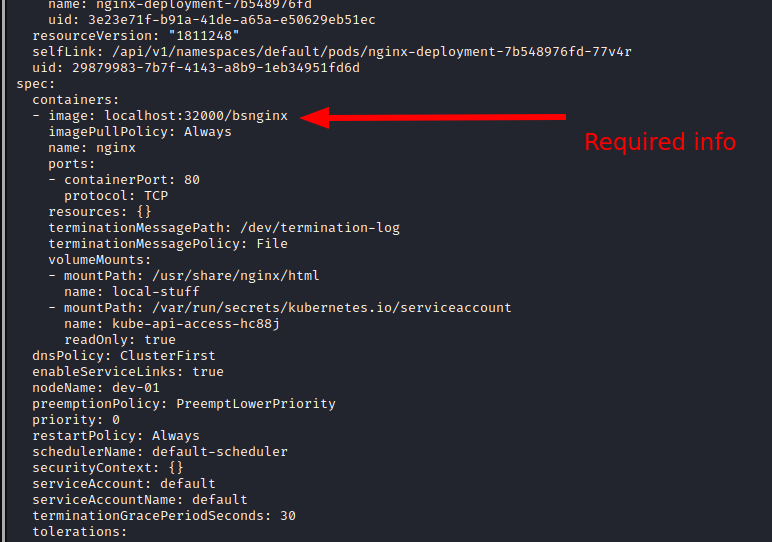 name: nginx-deployment-7b548976fd
    uid: 3e23e71f-b91a-41de-a65a-e50629eb51ec
  resourceVersion: "1811248"
  selfLink: /api/v1/namespaces/default/pods/nginx-deployment-7b548976fd-77v4r
  uid: 29879983-7b7f-4143-a8b9-1eb34951fd6d
spec:
  containers:
  - image: localhost:32000/bsnginx
    imagePullPolicy: Always
Required info
    name: nginx
    ports:
    - containerPort: 80
      protocol: TCP
    resources: {}
    terminationMessagePath: /dev/termination-log
    terminationMessagePolicy: File
    volumeMounts:
    - mountPath: /usr/share/nginx/html
      name: local-stuff
    - mountPath: /var/run/secrets/kubernetes.io/serviceaccount
      name: kube-api-access-hc88j
      readOnly: true
  dnsPolicy: ClusterFirst
  enableServiceLinks: true
  nodeName: dev-01
  preemptionPolicy: PreemptLowerPriority
  priority: 0
  restartPolicy: Always
  schedulerName: default-scheduler
  securityContext: {}
  serviceAccount: default
  serviceAccountName: default
  terminationGracePeriodSeconds: 30
  tolerations: